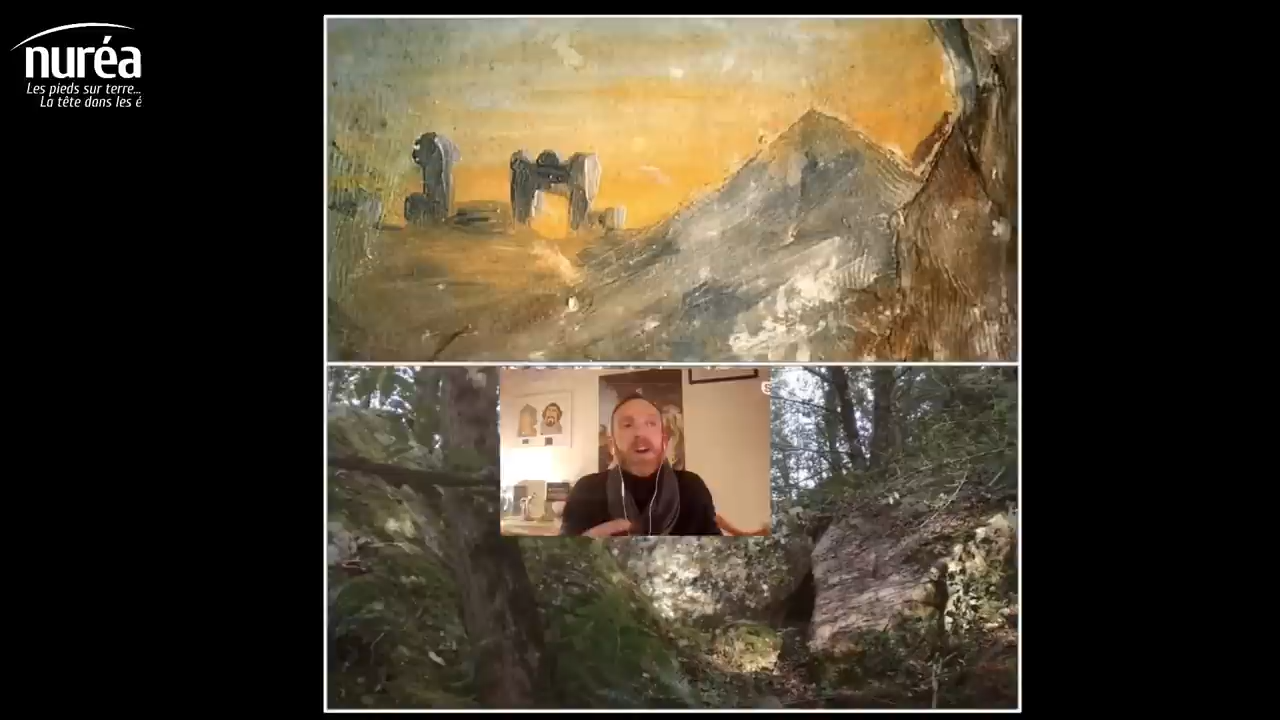 nuréa
Les pieds sur terre...
La tête dans les é